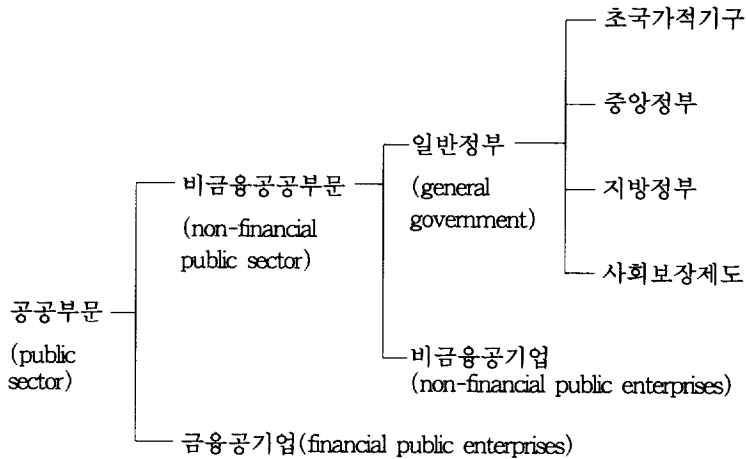 초국가적기구
중앙정부
일반정부
(general
government)
지방정부
비금융공공부문
(non-financial
public sector)
사회보장제도
공공부문
(public
sector)
비금융공기업
(non-financial public enterprises)
금융공기업(financial public enterprises)